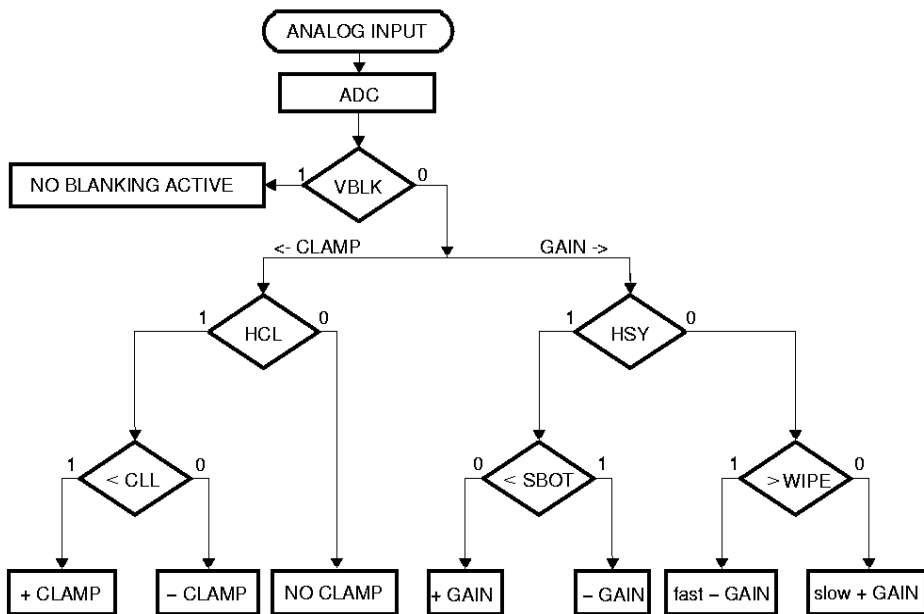 ANALOG INPUT
ADC
1 VBLK 0
NO BLANKING ACTIVE
<- CLAMP GAIN ->
1 HCL 0
1 HSY 0
1 < CLL 0
0 < SBOT 1
1 > WIPE 0
+ CLAMP
– CLAMP
NO CLAMP
+ GAIN
– GAIN
fast – GAIN
slow + GAIN